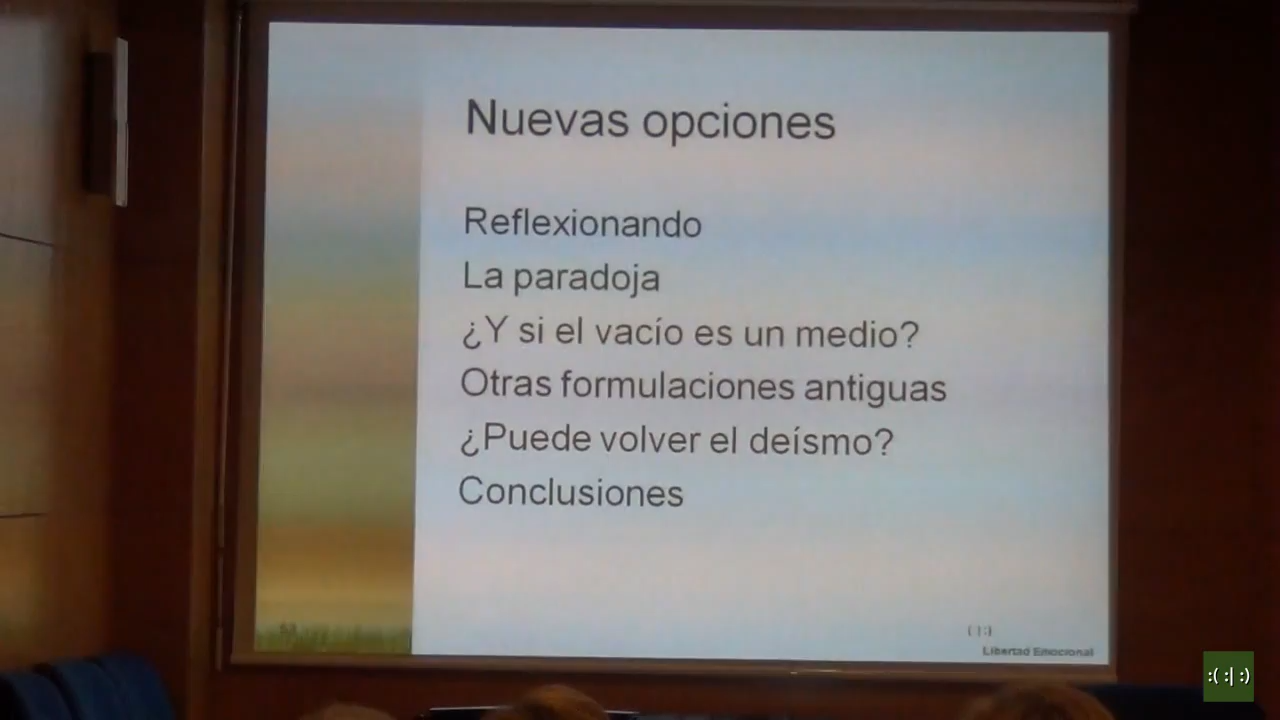 Nuevas opciones
Reflexionando
La paradoja
¿Y si el vacío es un medio?
Otras formulaciones antiguas
¿Puede volver el deísmo?
Conclusiones
Libertad Emocional
:( :| :)